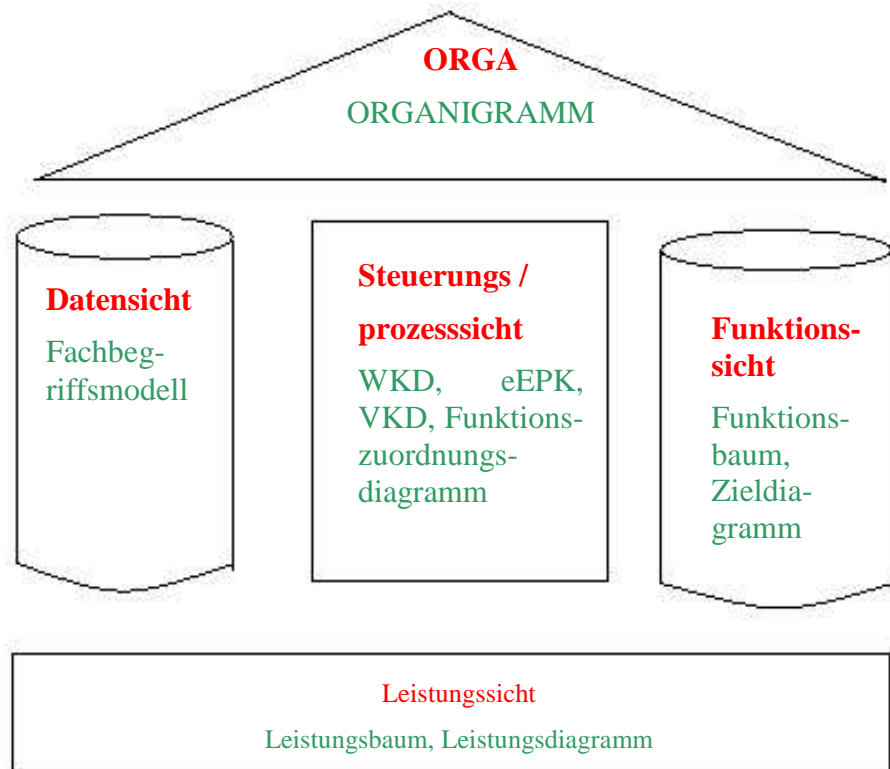 ORGA
ORGANIGRAMM
Datensicht
Fachbeg-
riffsmodell
Steuerungs /
prozesssicht
WKD, eEPK,
VKD, Funktions-
zuordnungs-
diagramm
Funktions-
sicht
Funktions-
baum,
Zieldia-
gramm
Leistungssicht
Leistungsbaum, Leistungsdiagramm